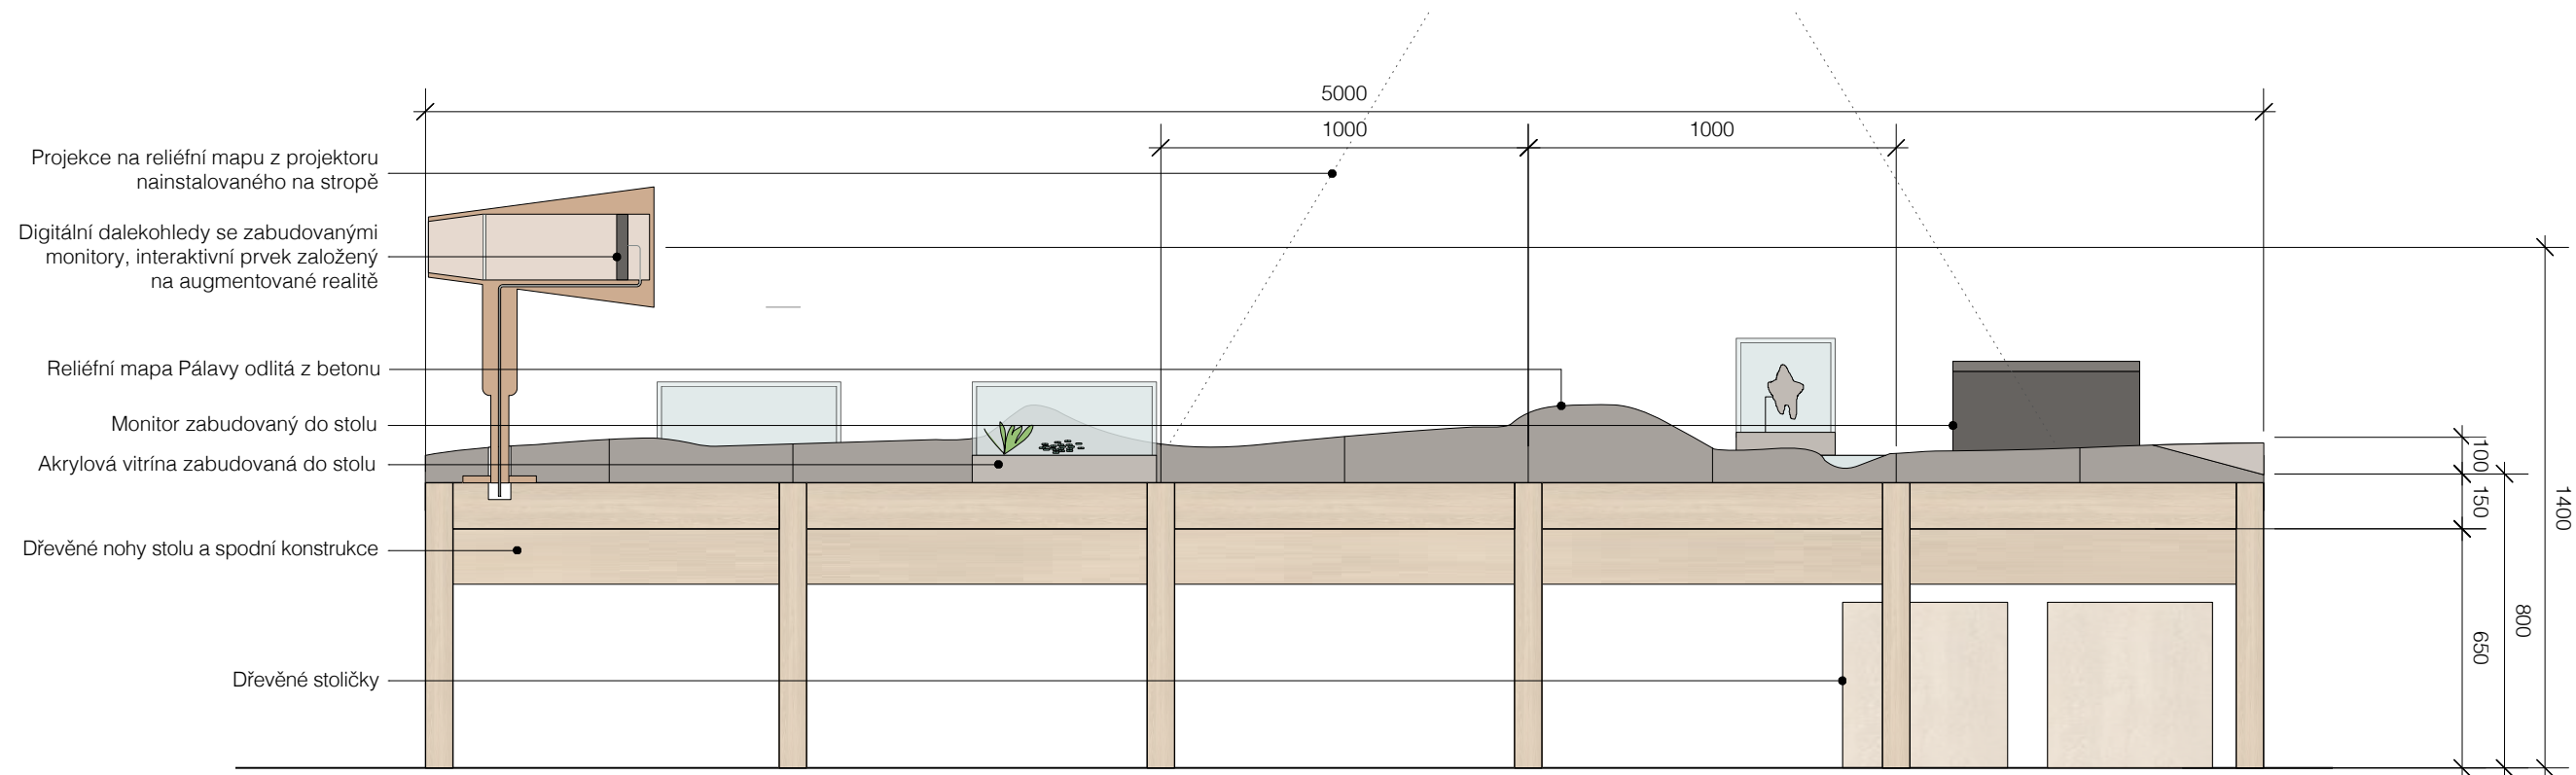 5000
1000
1000
Projekce na reliéfní mapu z projektoru
nainstalovaného na stropě
Digitální dalekohledy se zabudovanými
monitory, interaktivní prvek založený
na augmentované realitě
Reliéfní mapa Pálavy odlitá z betonu
Monitor zabudovaný do stolu
Akrylová vitrína zabudovaná do stolu
Dřevěné nohy stolu a spodní konstrukce
Dřevěné stoličky
100
150
650
800
1400